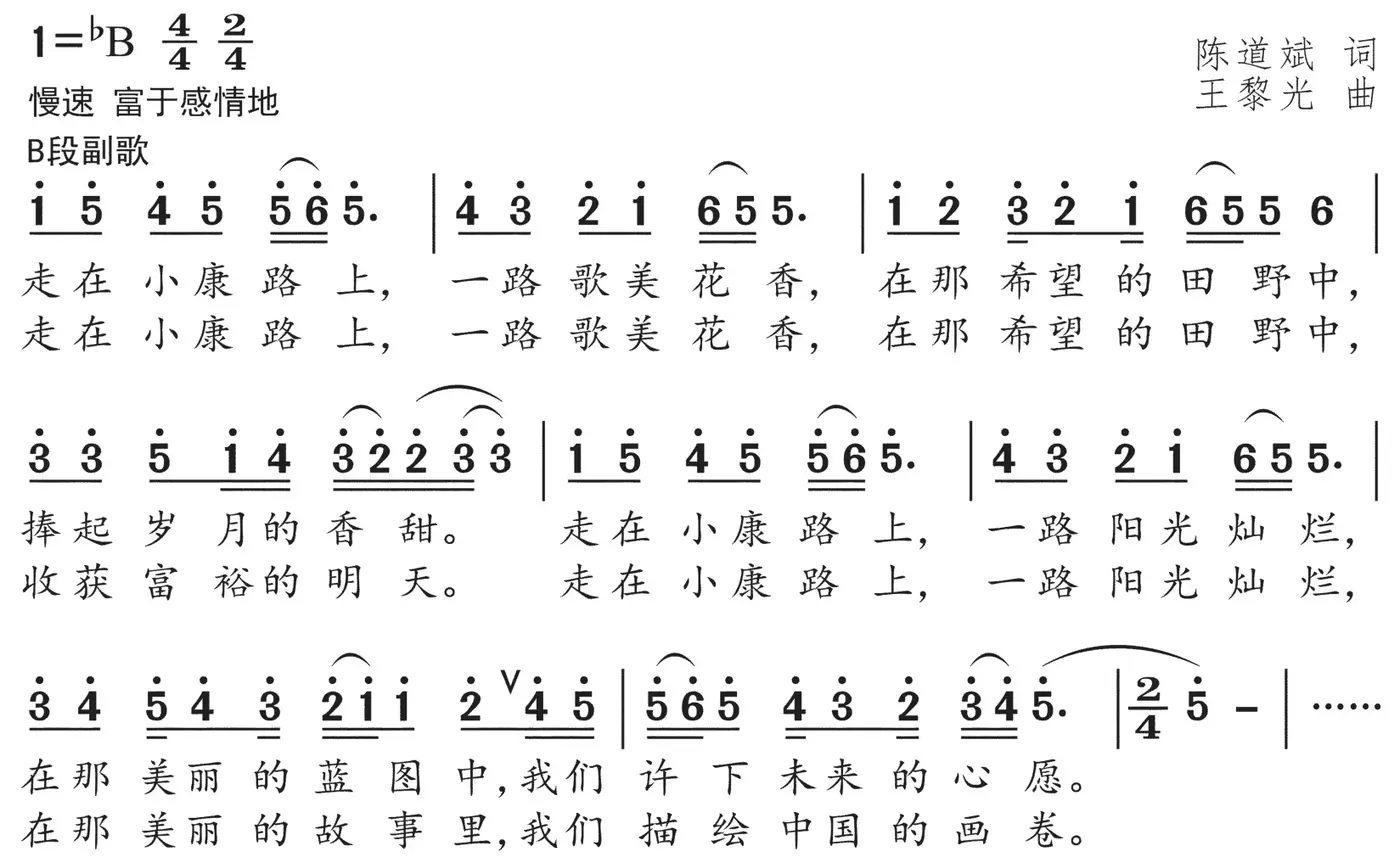 1=♭B 4/4 2/4
陈道斌 词
慢速 富于感情地
王黎光 曲
B段副歌
1̇ 5̇ 4̇ 5̇ 5̇ 6̇ 5̇. | 4̇ 3̇ 2̇ 1̇ 6 5 5. | 1̇ 2̇ 3̇ 2̇ 1̇ 6 5 5 6 |
走在小康路上,一路歌美花香,在那希望的田野中,
走在小康路上,一路歌美花香,在那希望的田野中,
3̇ 3̇ 5̇ 1̇ 4̇ 3̇ 2̇ 2̇ 3̇ 3̇ | 1̇ 5̇ 4̇ 5̇ 5̇ 6̇ 5̇. | 4̇ 3̇ 2̇ 1̇ 6 5 5. |
捧起岁月的香甜。走在小康路上,一路阳光灿烂,
收获富裕的明天。走在小康路上,一路阳光灿烂,
3̇ 4̇ 5̇ 4̇ 3̇ 2̇ 1̇ 1̇ 2̇ ∨ 4̇ 5̇ | 5̇ 6̇ 5̇ 4̇ 3̇ 2̇ 3̇ 4̇ 5̇. | 2/4 5̇ – | ……
在那美丽的蓝图中,我们许下未来的心愿。
在那美丽的故事里,我们描绘中国的画卷。